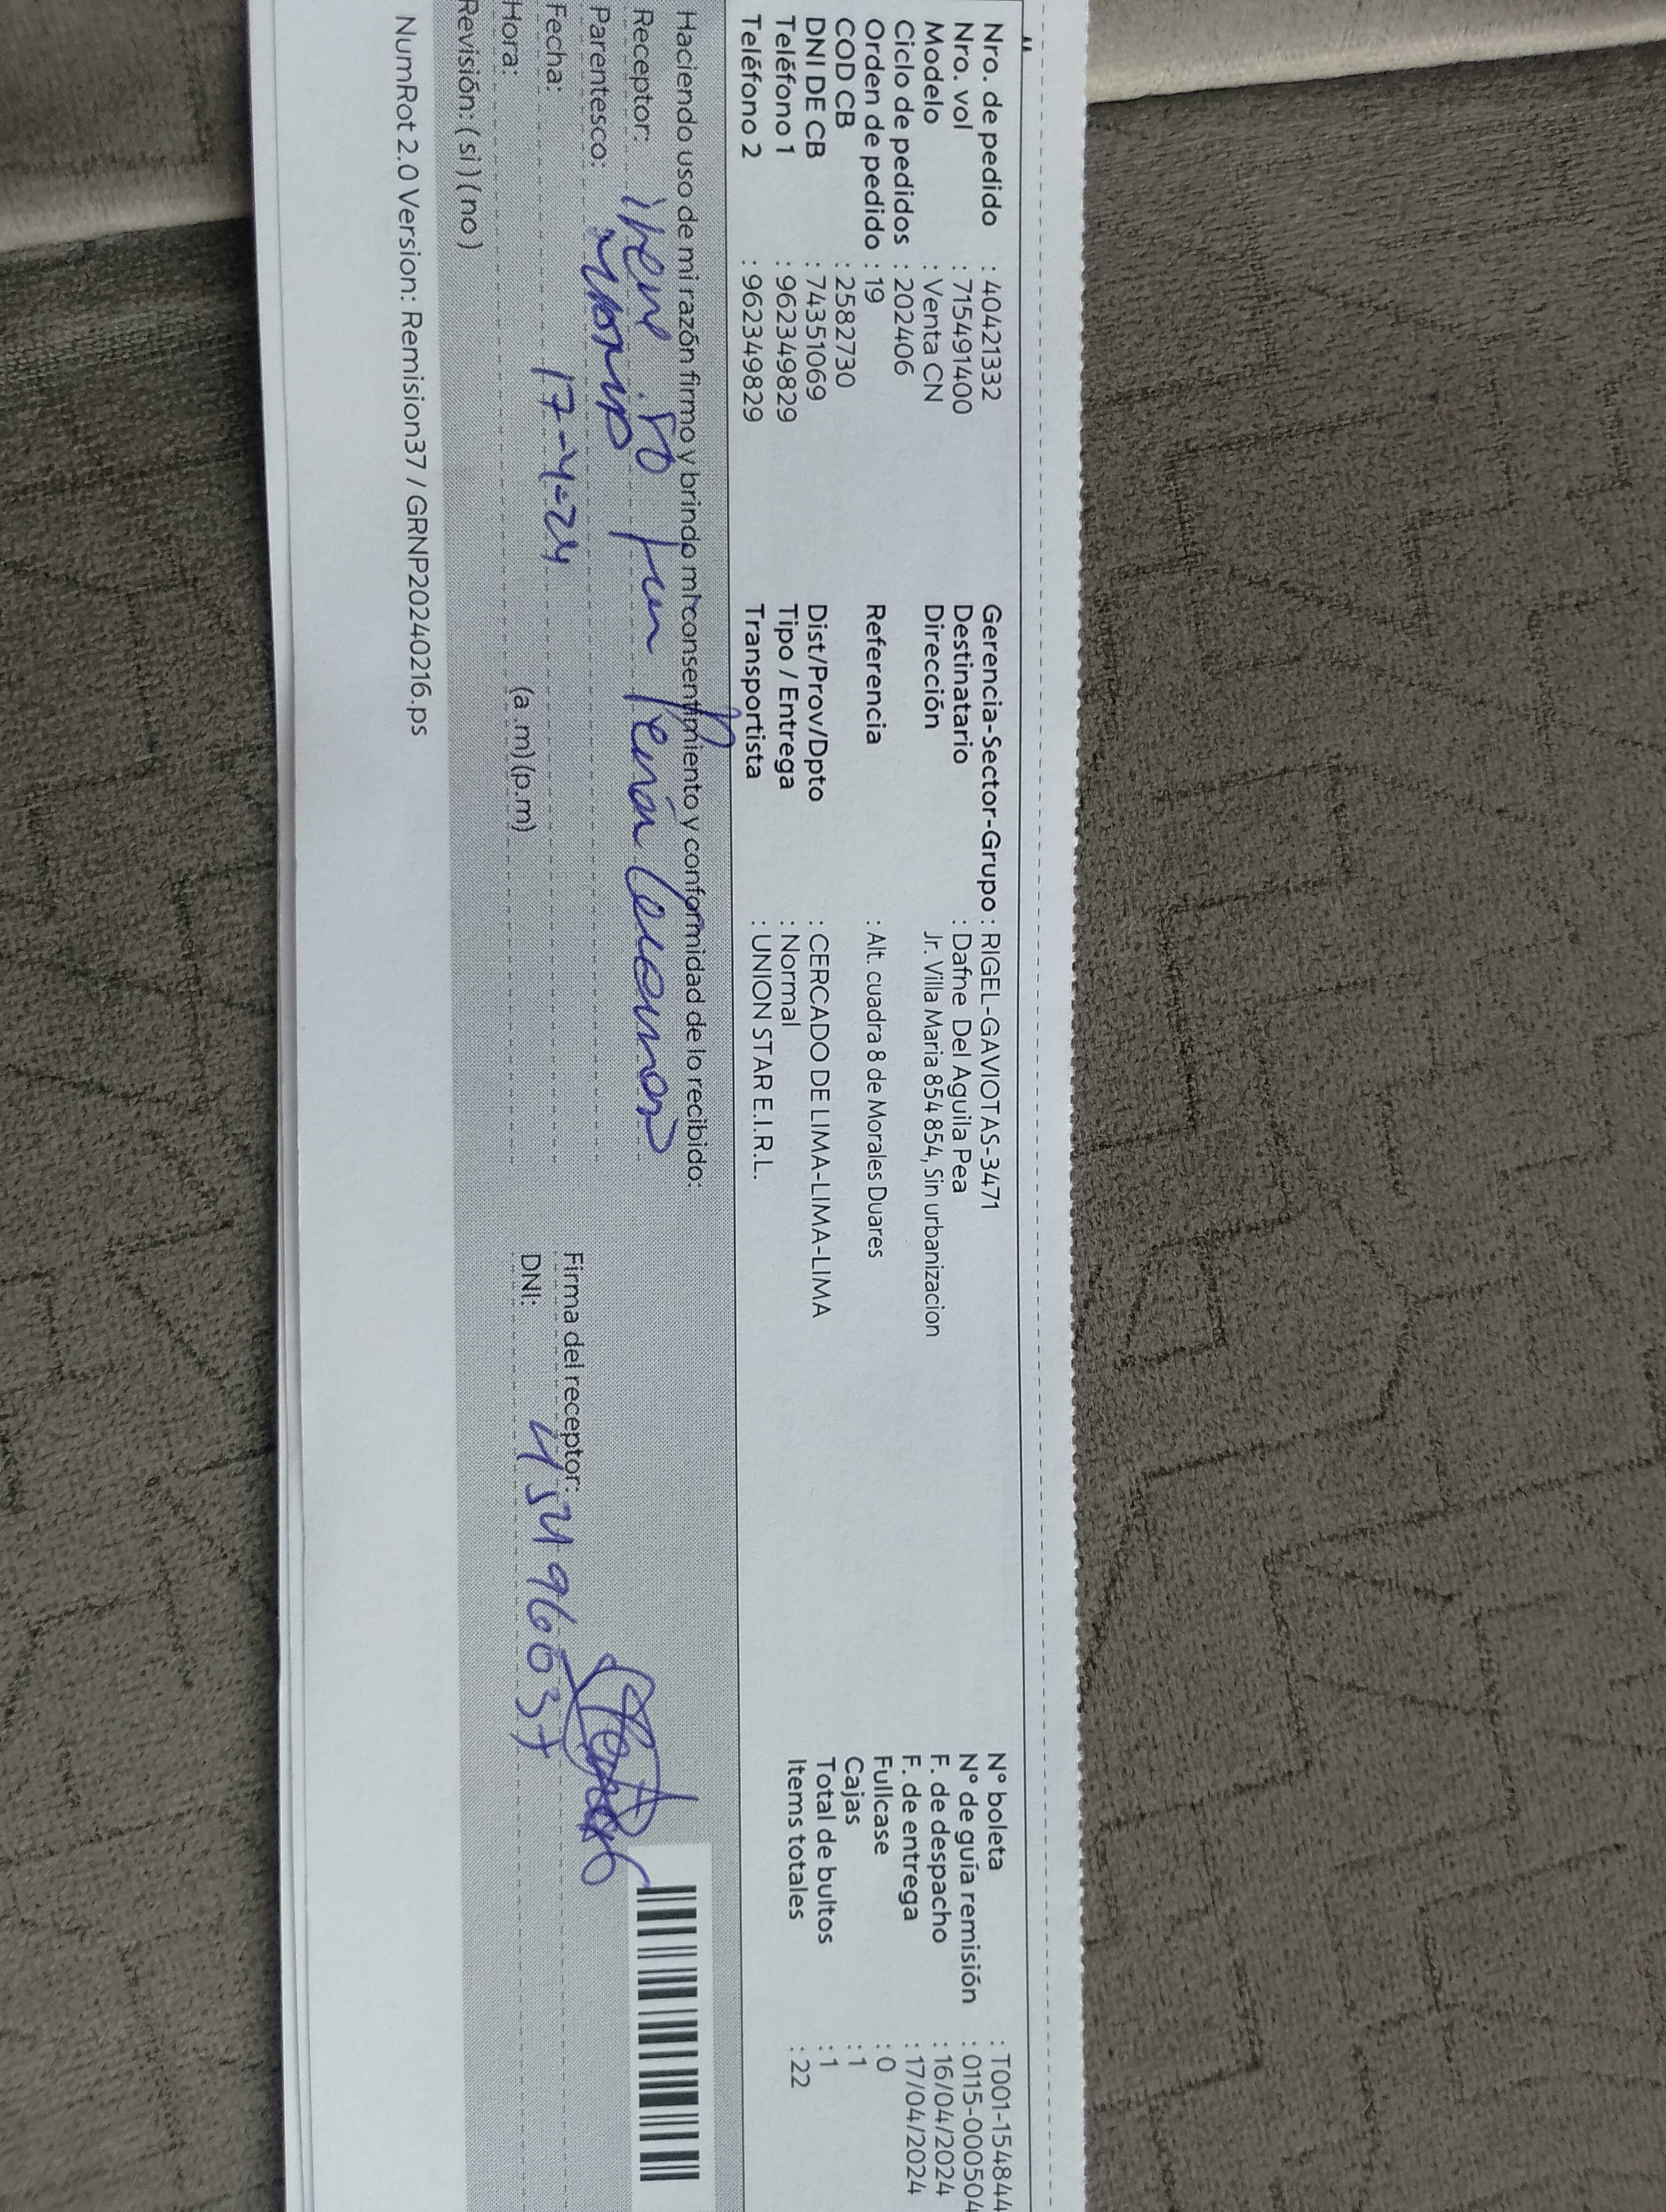 Nro. de pedido : 40421332 Gerencia-Sector-Grupo : RIGEL-GAVIOTAS-3471 N° boleta : T001-154844
Nro. vol : 715491400 Destinatario : Dafne Del Aguila Pea N° de guía remisión : 0115-000504
Modelo : Venta CN Dirección Jr. Villa Maria 854 854, Sin urbanizacion F. de despacho : 16/04/2024
Ciclo de pedidos : 202406 F. de entrega : 17/04/2024
Orden de pedido : 19 Referencia : Alt. cuadra 8 de Morales Duares Fullcase : 0
COD CB : 2582730 Cajas : 1
DNI DE CB : 74351069 Dist/Prov/Dpto : CERCADO DE LIMA-LIMA-LIMA Total de bultos : 1
Teléfono 1 : 962349829 Tipo / Entrega : Normal Items totales : 22
Teléfono 2 : 962349829 Transportista : UNION STAR E.I.R.L.
Haciendo uso de mi razón firmo y brindo mi consentimiento y conformidad de lo recibido:
Receptor:
Parentesco: Firma del receptor:
Fecha: 17-4-24 DNI: 45496637
Hora: (a .m) (p.m)
Revisión: ( si ) ( no )
NumRot 2.0 Version: Remision37 / GRNP20240216.ps